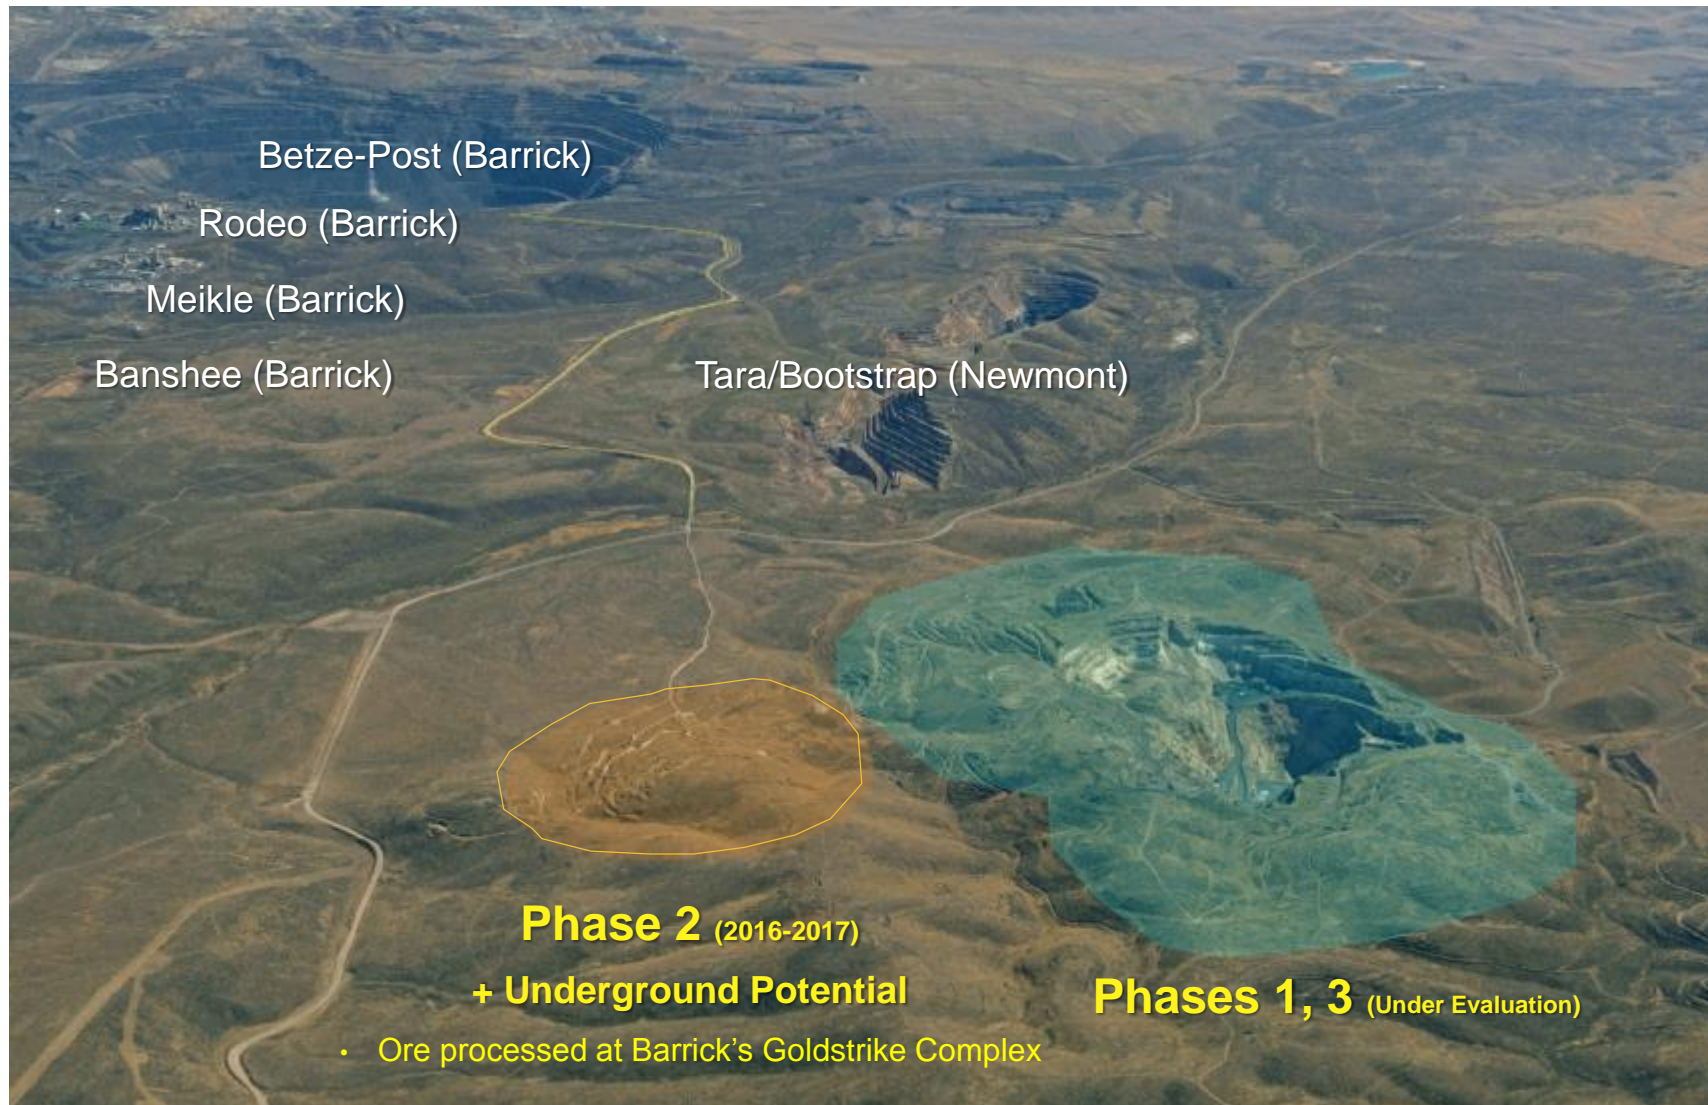 Betze-Post (Barrick)
Rodeo (Barrick)
Meikle (Barrick)
Banshee (Barrick)
Tara/Bootstrap (Newmont)
Phase 2 (2016-2017)
+ Underground Potential
• Ore processed at Barrick's Goldstrike Complex
Phases 1, 3 (Under Evaluation)